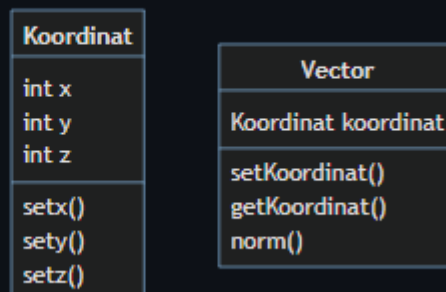 Koordinat
int x
int y
int z
setx()
sety()
setz()
Vector
Koordinat koordinat
setKoordinat()
getKoordinat()
norm()